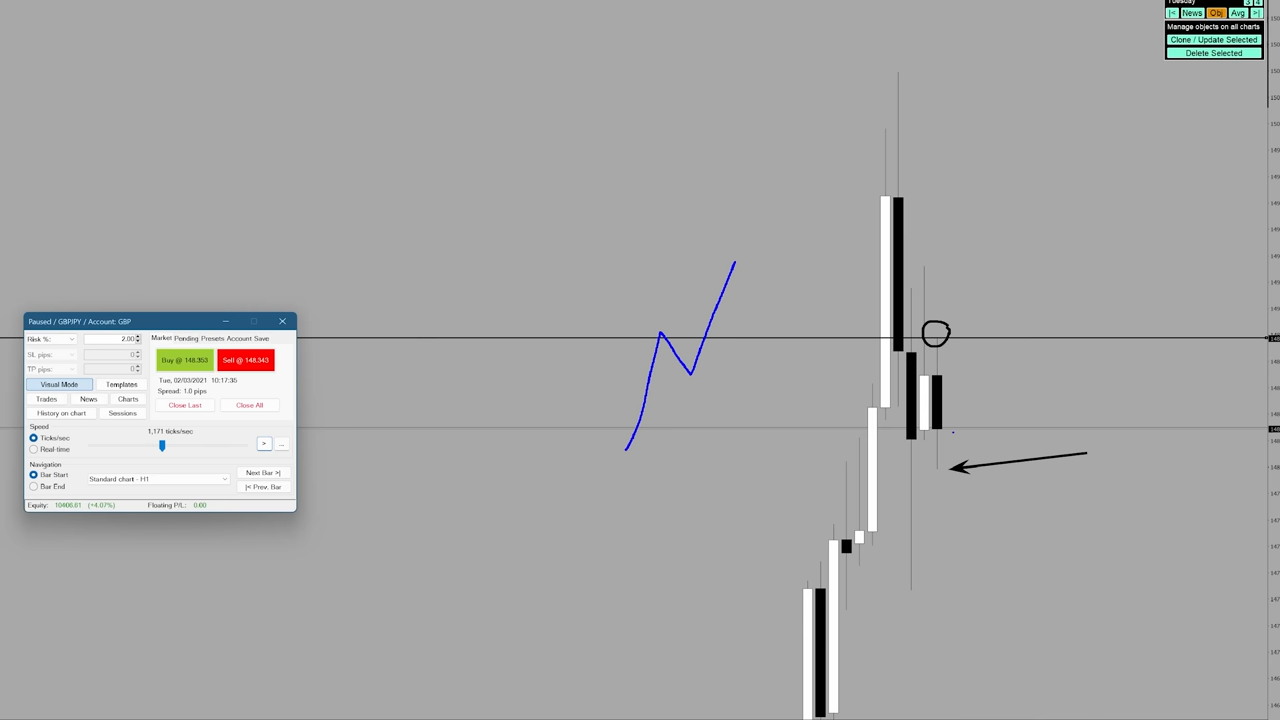 Tuesday
|< News Obj Avg >|
Manage objects on all charts
Clone / Update Selected
Delete Selected
Paused / GBPJPY / Account: GBP
Risk %: 2.00
Market Pending Presets Account Save
SL pips: 0
Buy @ 148.353 Sell @ 148.343
TP pips: 0
Tue, 02/03/2021 10:17:35
Visual Mode Templates
Spread: 1.0 pips
Trades News Charts
Close Last Close All
History on chart Sessions
Speed
1,171 ticks/sec
Ticks/sec
> ...
Real-time
Navigation
Bar Start
Standard chart - H1
Next Bar >|
Bar End
|< Prev. Bar
Equity: 10406.61 (+4.07%) Floating P/L: 0.00